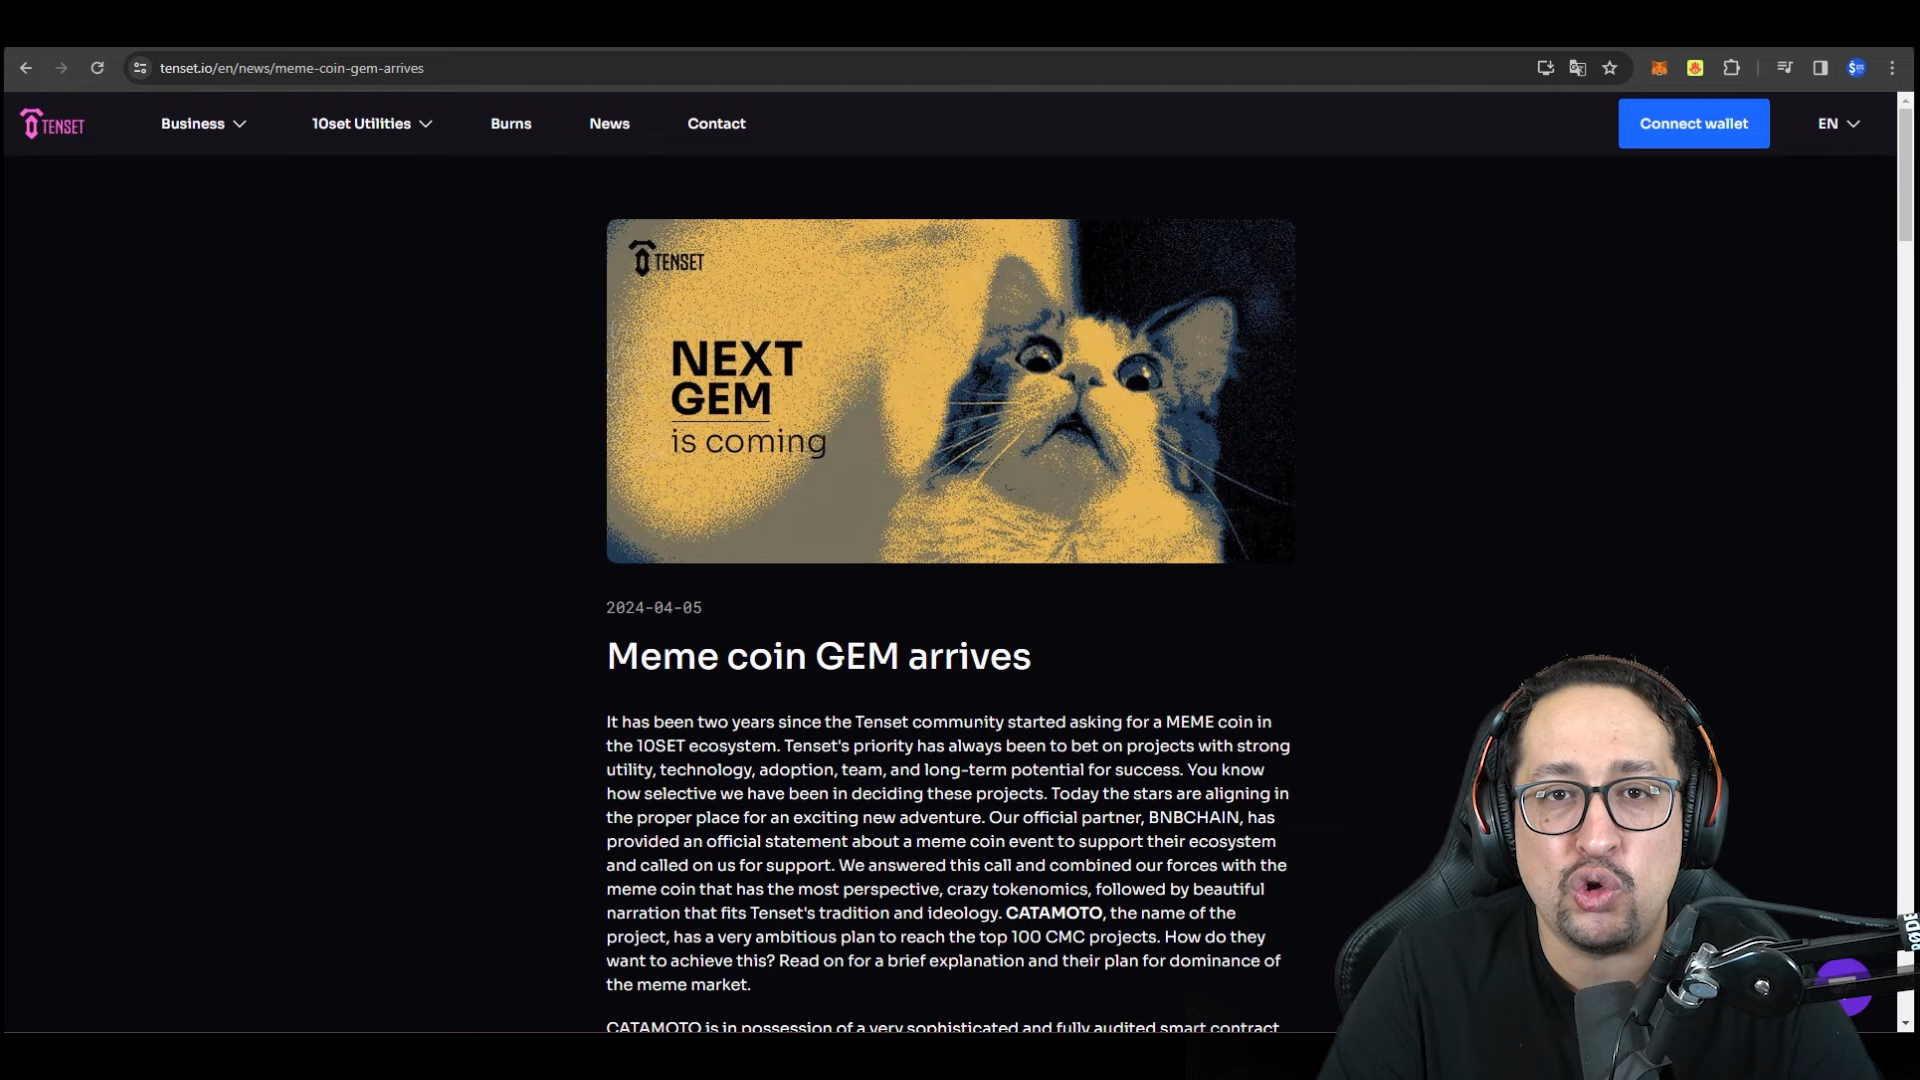 tenset.io/en/news/meme-coin-gem-arrives
TENSET
Business
10set Utilities
Burns
News
Contact
Connect wallet
EN
TENSET
NEXT
GEM
is coming
2024-04-05
Meme coin GEM arrives
It has been two years since the Tenset community started asking for a MEME coin in
the 10SET ecosystem. Tenset's priority has always been to bet on projects with strong
utility, technology, adoption, team, and long-term potential for success. You know
how selective we have been in deciding these projects. Today the stars are aligning in
the proper place for an exciting new adventure. Our official partner, BNBCHAIN, has
provided an official statement about a meme coin event to support their ecosystem
and called on us for support. We answered this call and combined our forces with the
meme coin that has the most perspective, crazy tokenomics, followed by beautiful
narration that fits Tenset's tradition and ideology. CATAMOTO, the name of the
project, has a very ambitious plan to reach the top 100 CMC projects. How do they
want to achieve this? Read on for a brief explanation and their plan for dominance of
the meme market.
CATAMOTO is in possession of a very sophisticated and fully audited smart contract
RØDE